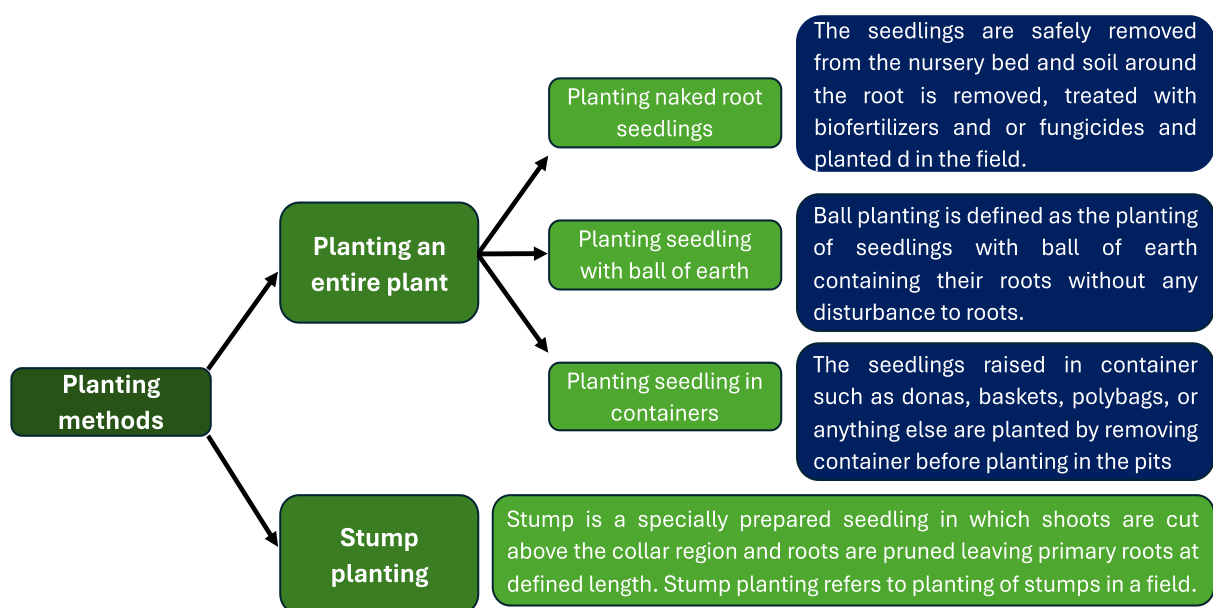 Planting naked root
seedlings
The seedlings are safely removed
from the nursery bed and soil around
the root is removed, treated with
biofertilizers and or fungicides and
planted d in the field.
Planting an
entire plant
Planting seedling
with ball of earth
Ball planting is defined as the planting
of seedlings with ball of earth
containing their roots without any
disturbance to roots.
Planting
methods
Planting seedling in
containers
The seedlings raised in container
such as donas, baskets, polybags, or
anything else are planted by removing
container before planting in the pits
Stump
planting
Stump is a specially prepared seedling in which shoots are cut
above the collar region and roots are pruned leaving primary roots at
defined length. Stump planting refers to planting of stumps in a field.